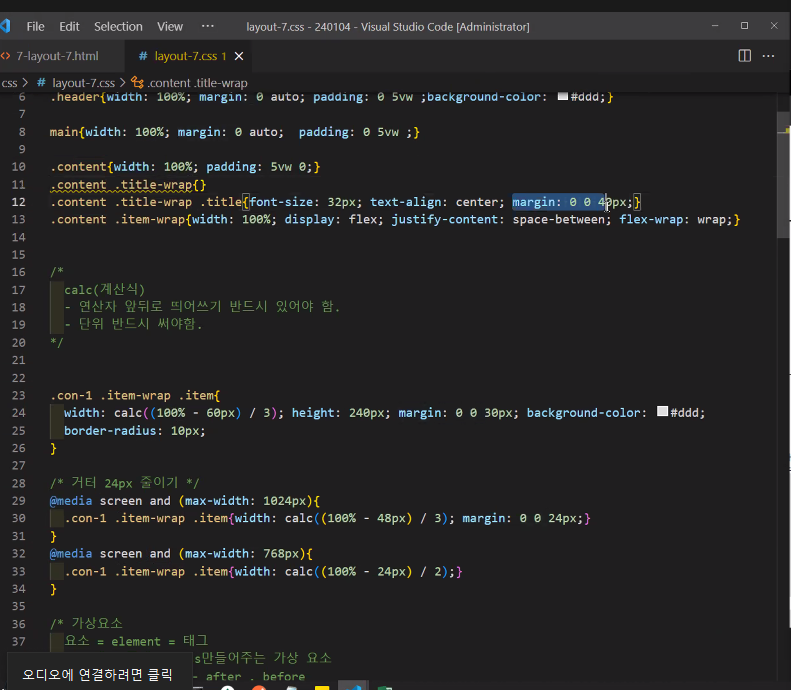 File Edit Selection View ··· layout-7.css - 240104 - Visual Studio Code [Administrator]
7-layout-7.html # layout-7.css 1
css > # layout-7.css > .content .title-wrap
6 .header{width: 100%; margin: 0 auto; padding: 0 5vw ;background-color: #ddd;}
7
8 main{width: 100%; margin: 0 auto;  padding: 0 5vw ;}
9
10 .content{width: 100%; padding: 5vw 0;}
11 .content .title-wrap{}
12 .content .title-wrap .title{font-size: 32px; text-align: center; margin: 0 0 40px;}
13 .content .item-wrap{width: 100%; display: flex; justify-content: space-between; flex-wrap: wrap;}
14
15
16 /*
17 calc(계산식)
18 - 연산자 앞뒤로 띄어쓰기 반드시 있어야 함.
19 - 단위 반드시 써야함.
20 */
21
22
23 .con-1 .item-wrap .item{
24 width: calc((100% - 60px) / 3); height: 240px; margin: 0 0 30px; background-color: #ddd;
25 border-radius: 10px;
26 }
27
28 /* 거터 24px 줄이기 */
29 @media screen and (max-width: 1024px){
30 .con-1 .item-wrap .item{width: calc((100% - 48px) / 3); margin: 0 0 24px;}
31 }
32 @media screen and (max-width: 768px){
33 .con-1 .item-wrap .item{width: calc((100% - 24px) / 2);}
34 }
35
36 /* 가상요소
37 요소 = element = 태그
s만들어주는 가상 요소
- after , before
오디오에 연결하려면 클릭